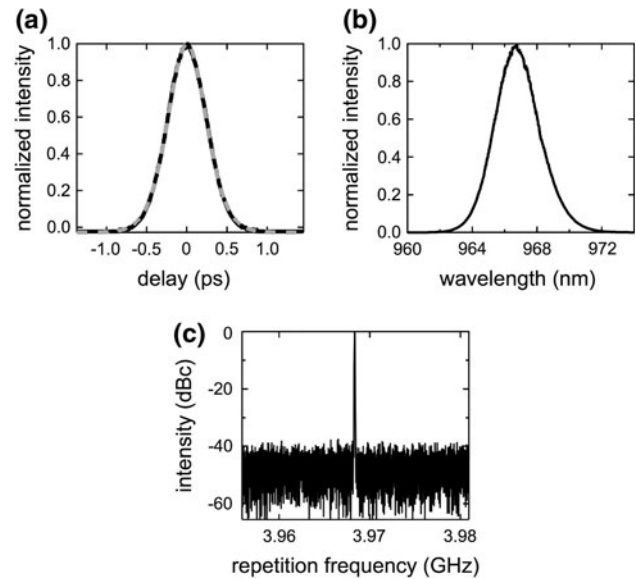 (a)
normalized intensity
1.0
0.8
0.6
0.4
0.2
0.0
-1.0 -0.5 0 0.5 1.0
delay (ps)
(b)
normalized intensity
1.0
0.8
0.6
0.4
0.2
0.0
960 964 968 972
wavelength (nm)
(c)
intensity (dBc)
0
-20
-40
-60
3.96 3.97 3.98
repetition frequency (GHz)